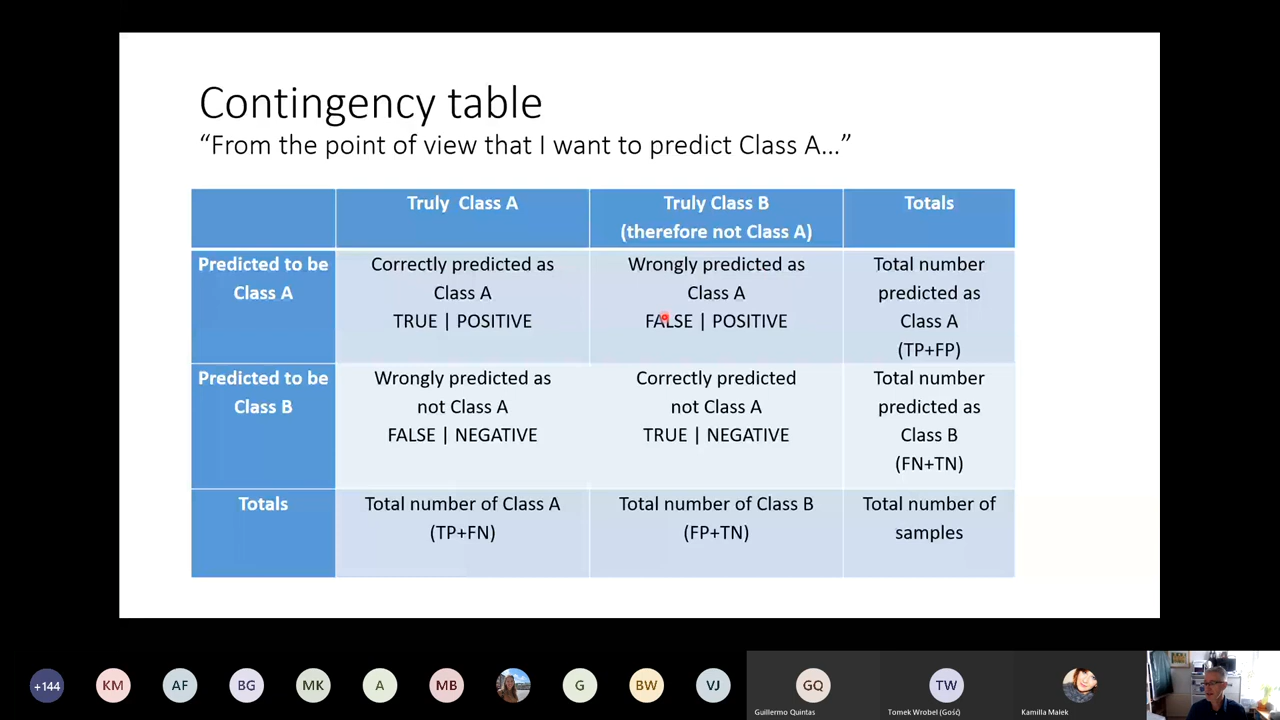 Contingency table
“From the point of view that I want to predict Class A…”
Truly Class A
Truly Class B
(therefore not Class A)
Totals
Predicted to be
Class A
Correctly predicted as
Class A
TRUE | POSITIVE
Wrongly predicted as
Class A
FALSE | POSITIVE
Total number
predicted as
Class A
(TP+FP)
Predicted to be
Class B
Wrongly predicted as
not Class A
FALSE | NEGATIVE
Correctly predicted
not Class A
TRUE | NEGATIVE
Total number
predicted as
Class B
(FN+TN)
Totals
Total number of Class A
(TP+FN)
Total number of Class B
(FP+TN)
Total number of
samples
+144
KM
AF
BG
MK
A
MB
G
BW
VJ
GQ
TW
Guillermo Quintas
Tomek Wrobel (Gość)
Kamilla Malek